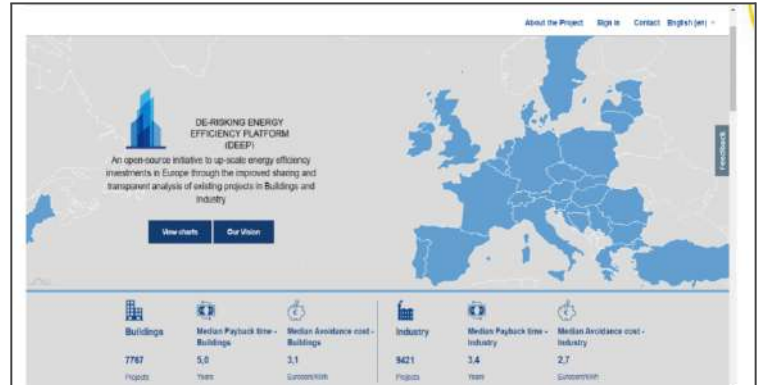 About the Project Sign in Contact English (en)
DE-RISKING ENERGY
EFFICIENCY PLATFORM
(DEEP)
An open-source initiative to up-scale energy efficiency
investments in Europe through the improved sharing and
transparent analysis of existing projects in Buildings and
Industry
View charts Our Vision
Feedback
Buildings
7767
Projects
Median Payback time -
Buildings
5,0
Years
Median Avoidance cost -
Buildings
3,1
Eurocent/kWh
Industry
9421
Projects
Median Payback time -
Industry
3,4
Years
Median Avoidance cost -
Industry
2,7
Eurocent/kWh